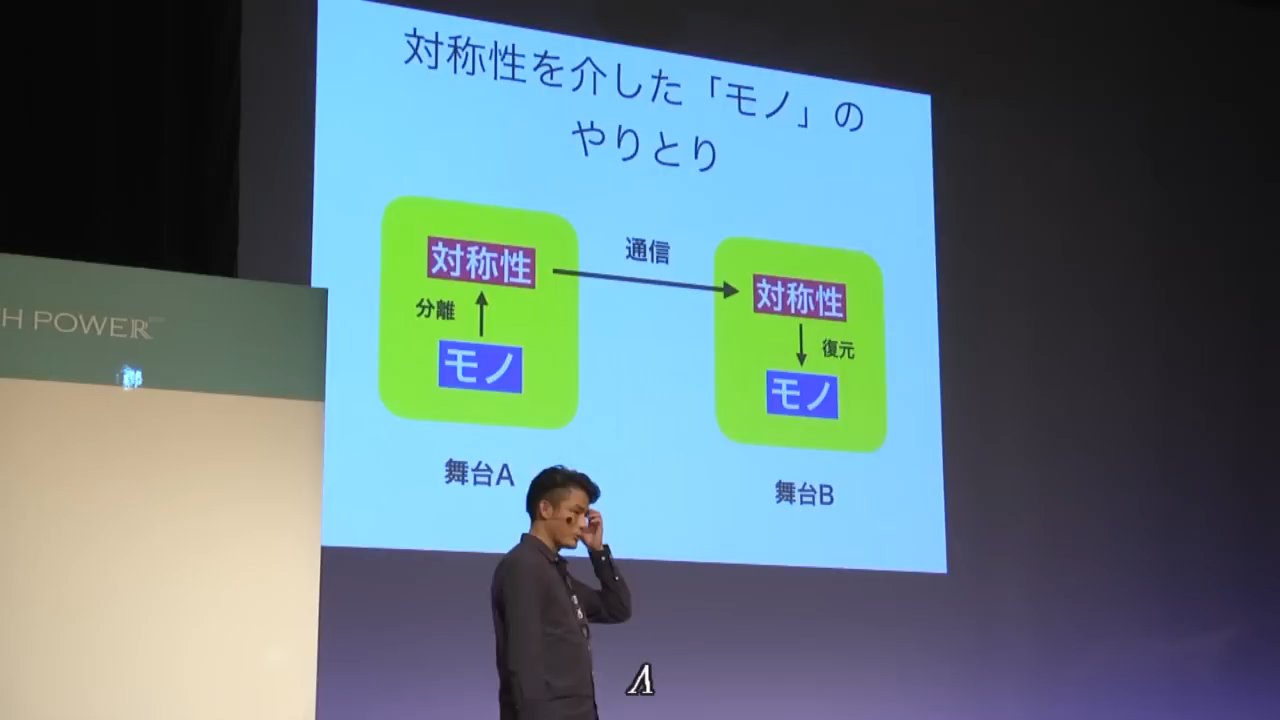 対称性を介した「モノ」の
やりとり
対称性
通信
対称性
分離
モノ
復元
モノ
舞台A
舞台B
H POWER